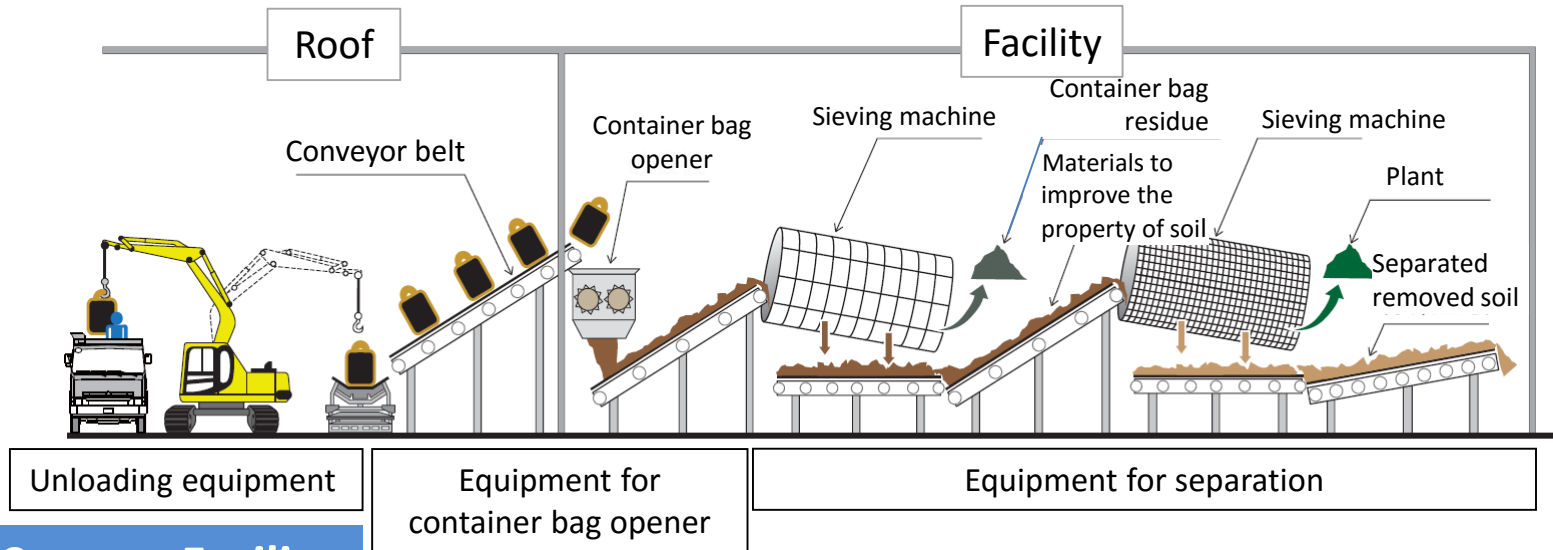 Roof
Facility
Conveyor belt
Container bag
opener
Sieving machine
Container bag
residue
Materials to
improve the
property of soil
Sieving machine
Plant
Separated
removed soil
Unloading equipment
Equipment for
container bag opener
Equipment for separation